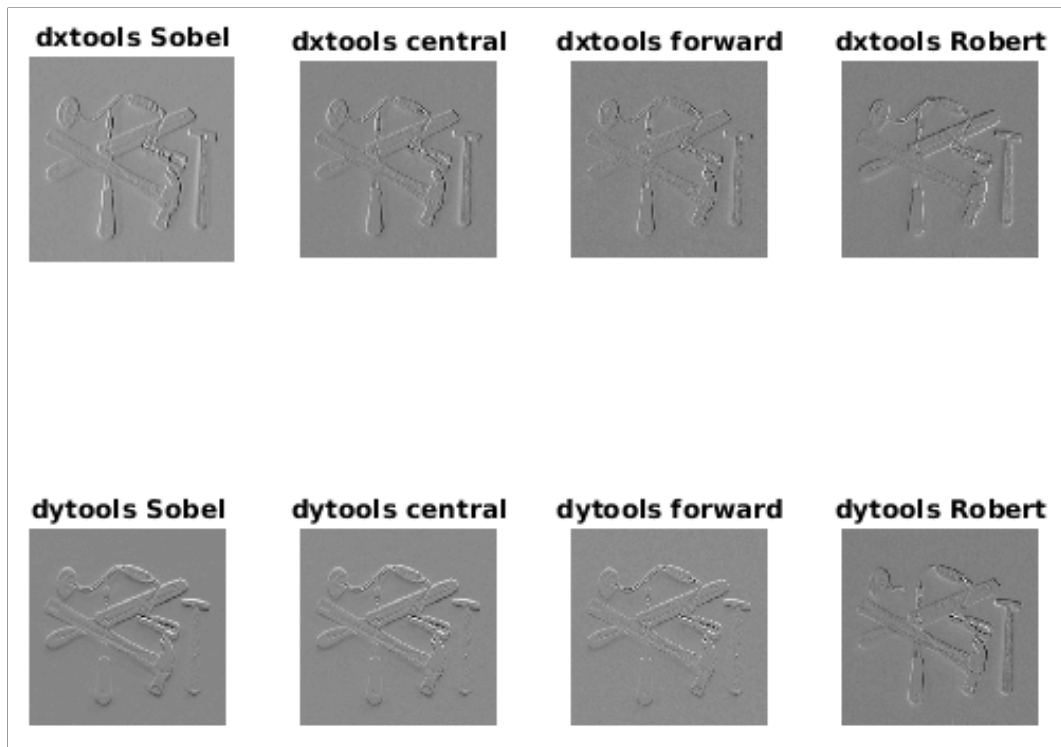 dxtools Sobel
dxtools central
dxtools forward
dxtools Robert
dytools Sobel
dytools central
dytools forward
dytools Robert